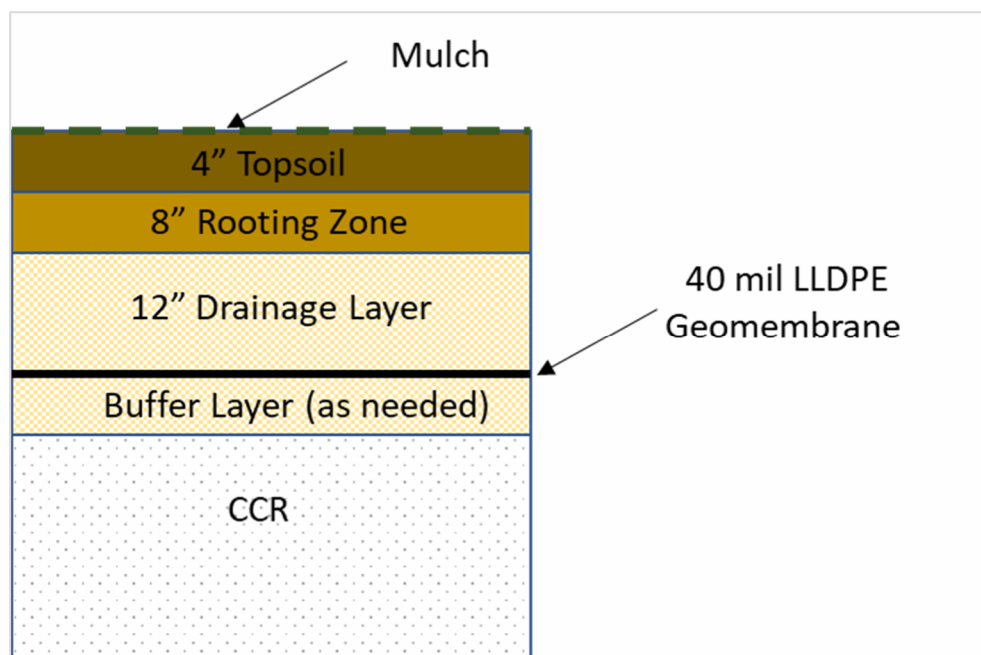 Mulch
4” Topsoil
8” Rooting Zone
12” Drainage Layer
40 mil LLDPE
Geomembrane
Buffer Layer (as needed)
CCR